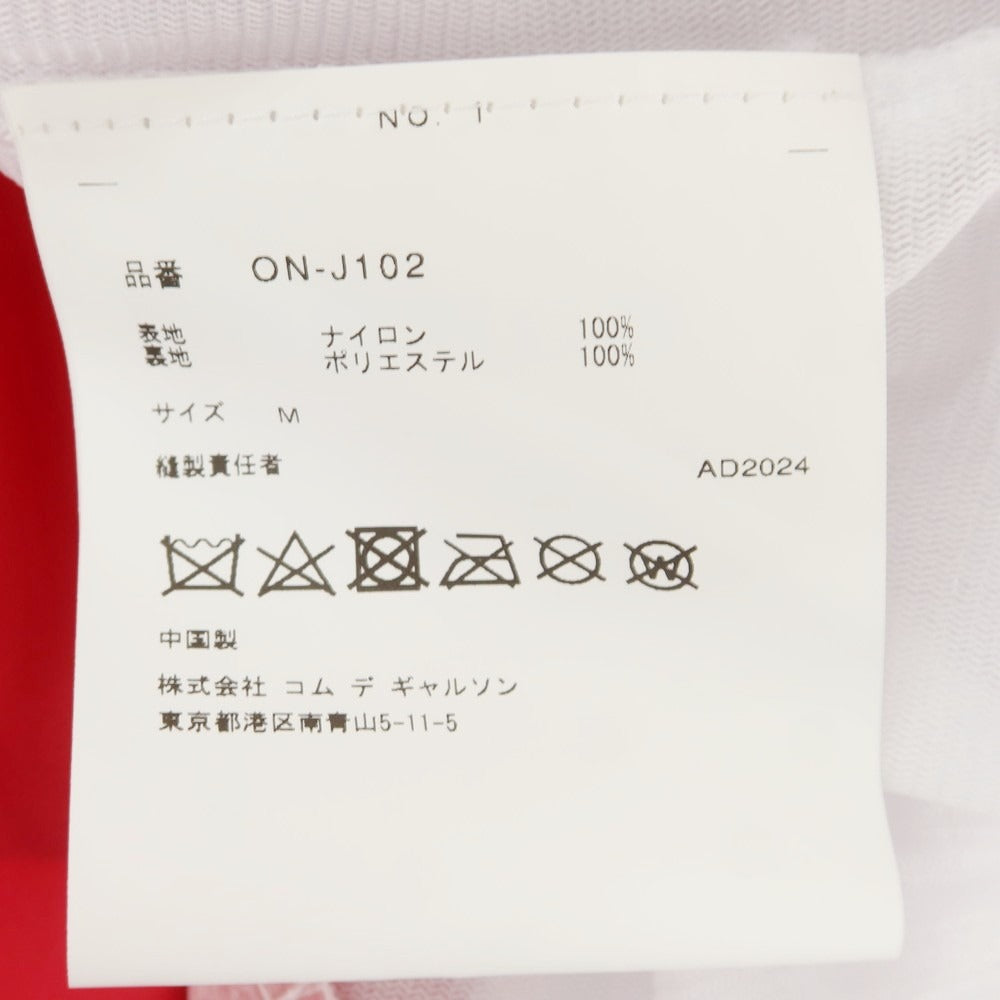 NO. 1
品番 ON-J102
表地 ナイロン 100%
裏地 ポリエステル 100%
サイズ M
縫製責任者 AD2024
中国製
株式会社 コム デ ギャルソン
東京都港区南青山5-11-5